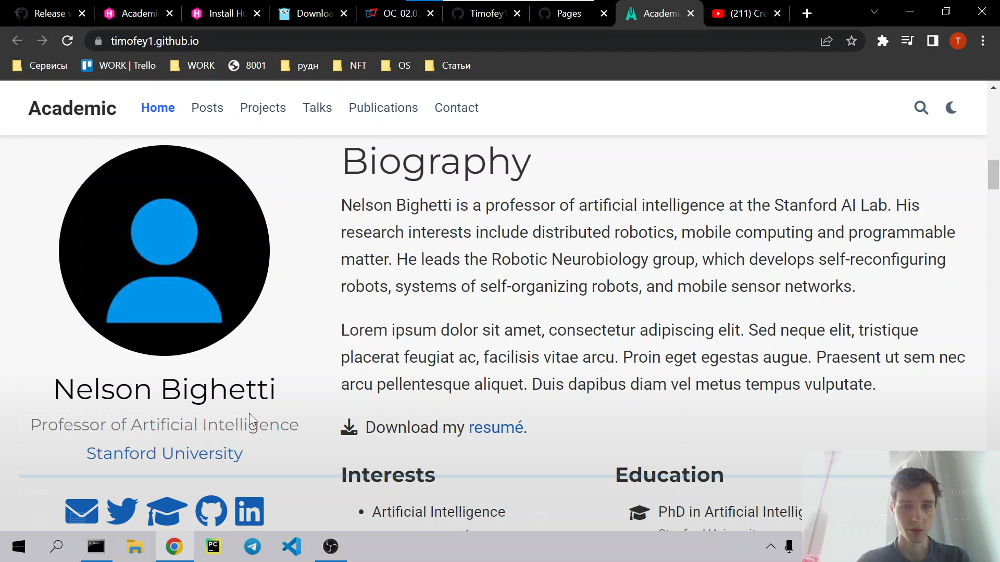 Release v
Academi
Install Hu
Downloa
OC_02.03
Timofey1
Pages
Academi
(211) Cre
timofey1.github.io
T
Сервисы
WORK | Trello
WORK
8001
рудн
NFT
OS
Статьи
Academic
Home
Posts
Projects
Talks
Publications
Contact
Biography
Nelson Bighetti is a professor of artificial intelligence at the Stanford AI Lab. His
research interests include distributed robotics, mobile computing and programmable
matter. He leads the Robotic Neurobiology group, which develops self-reconfiguring
robots, systems of self-organizing robots, and mobile sensor networks.
Lorem ipsum dolor sit amet, consectetur adipiscing elit. Sed neque elit, tristique
placerat feugiat ac, facilisis vitae arcu. Proin eget egestas augue. Praesent ut sem nec
arcu pellentesque aliquet. Duis dapibus diam vel metus tempus vulputate.
Download my resumé.
Nelson Bighetti
Professor of Artificial Intelligence
Stanford University
Interests
Artificial Intelligence
Education
PhD in Artificial Intellig
0:08:48
10
30
PC